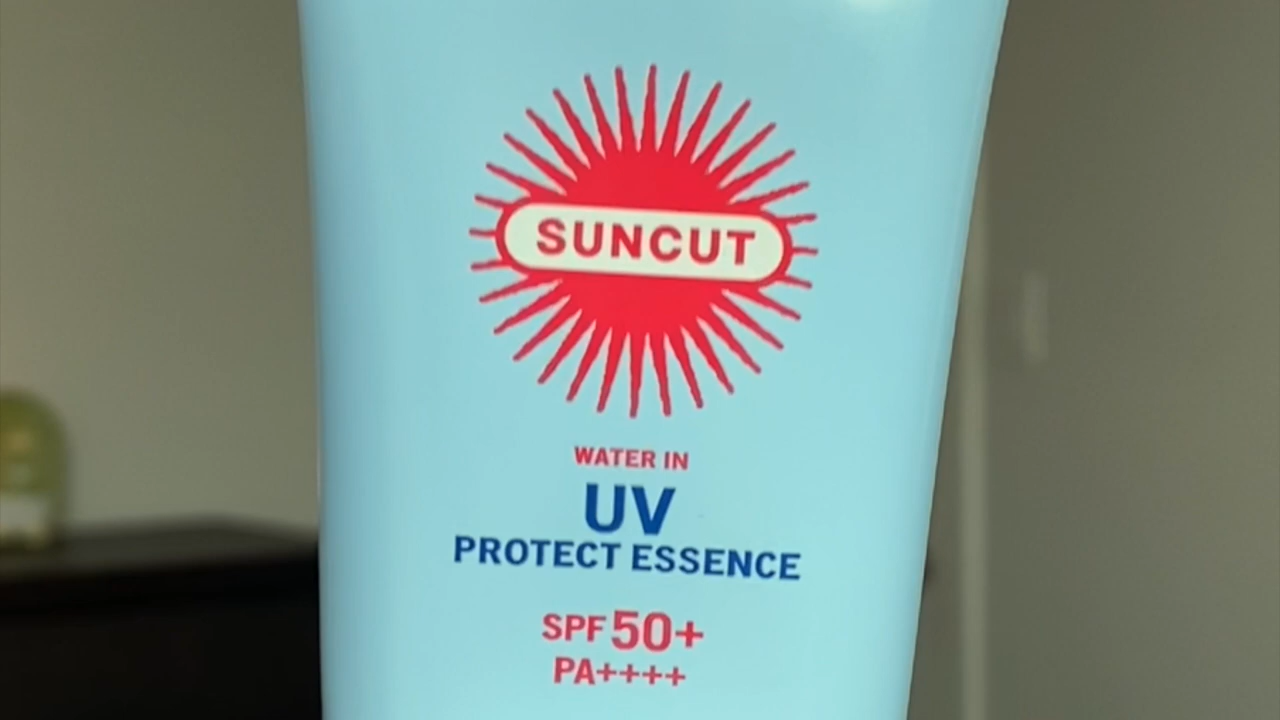 SUNCUT
WATER IN
UV
PROTECT ESSENCE
SPF 50+
PA++++